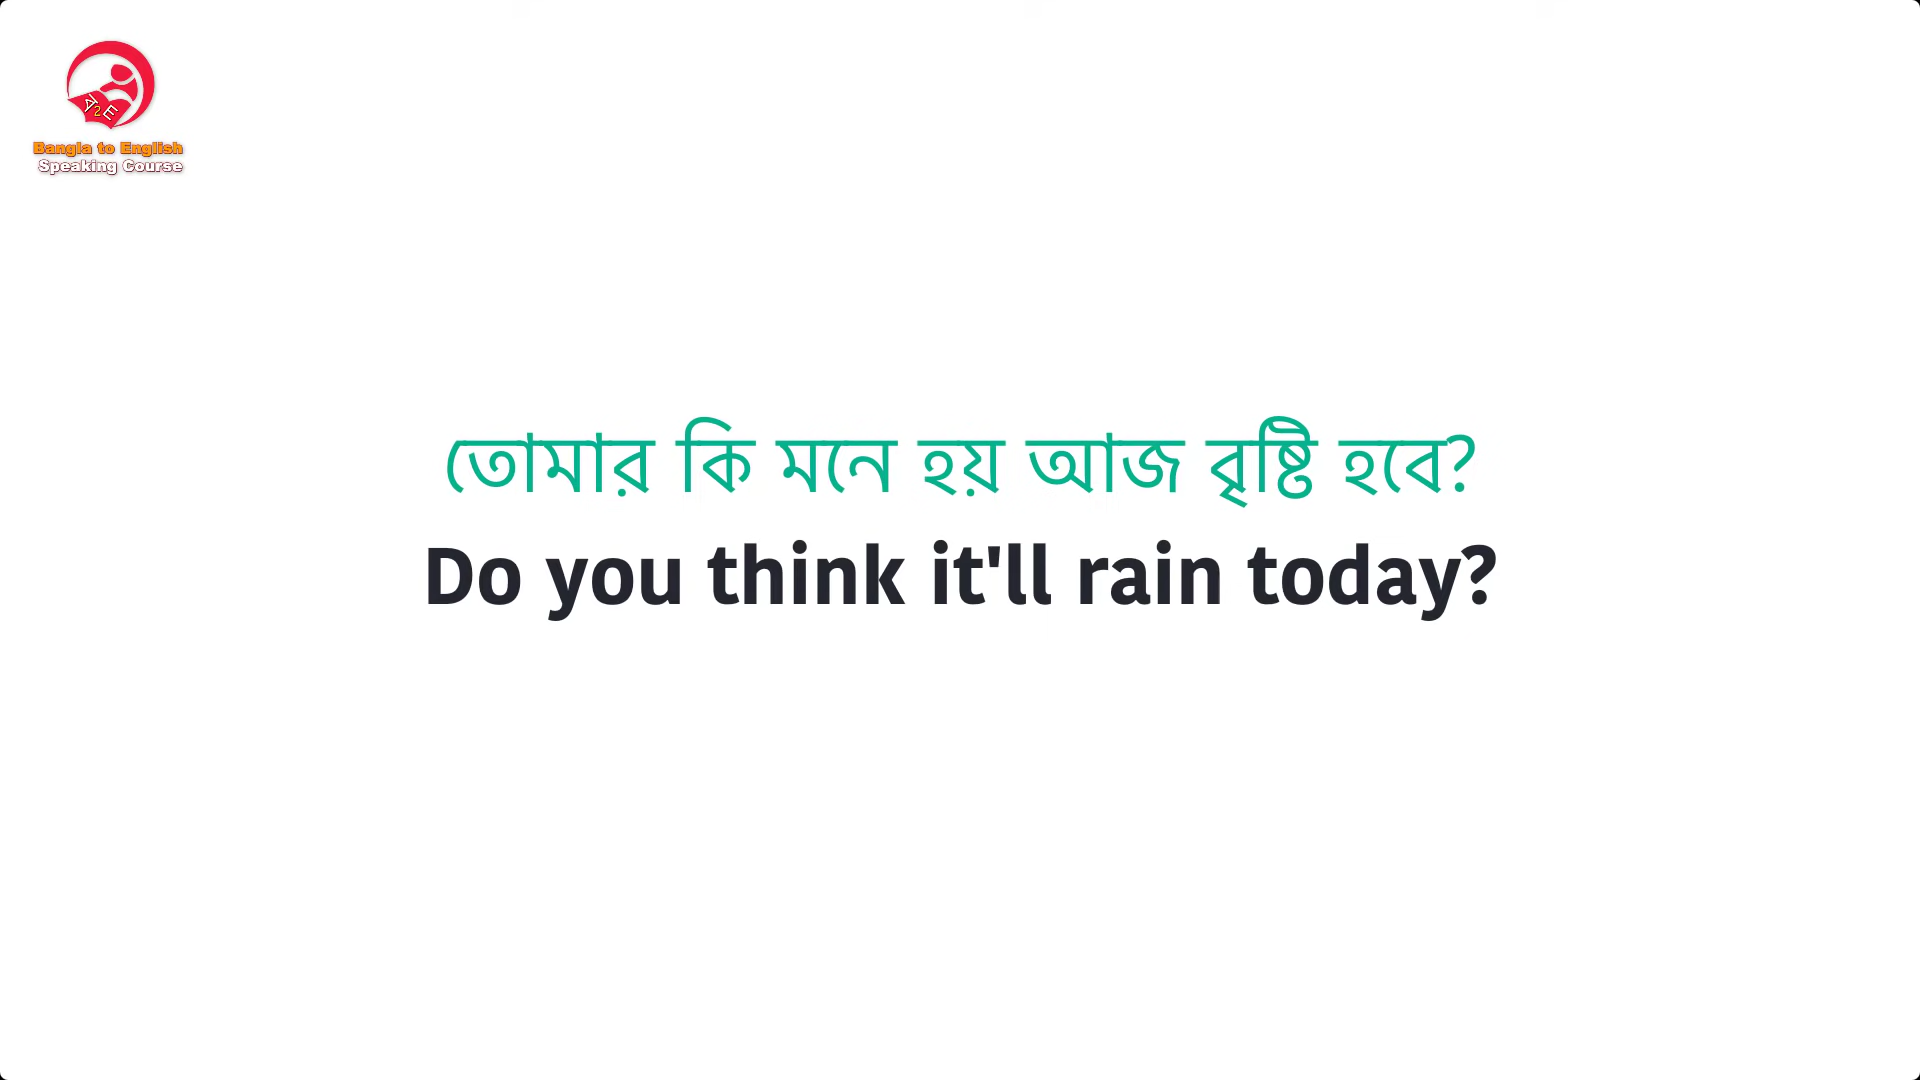 Bangla to English
Speaking Course
তোমার কি মনে হয় আজ বৃষ্টি হবে?
Do you think it'll rain today?